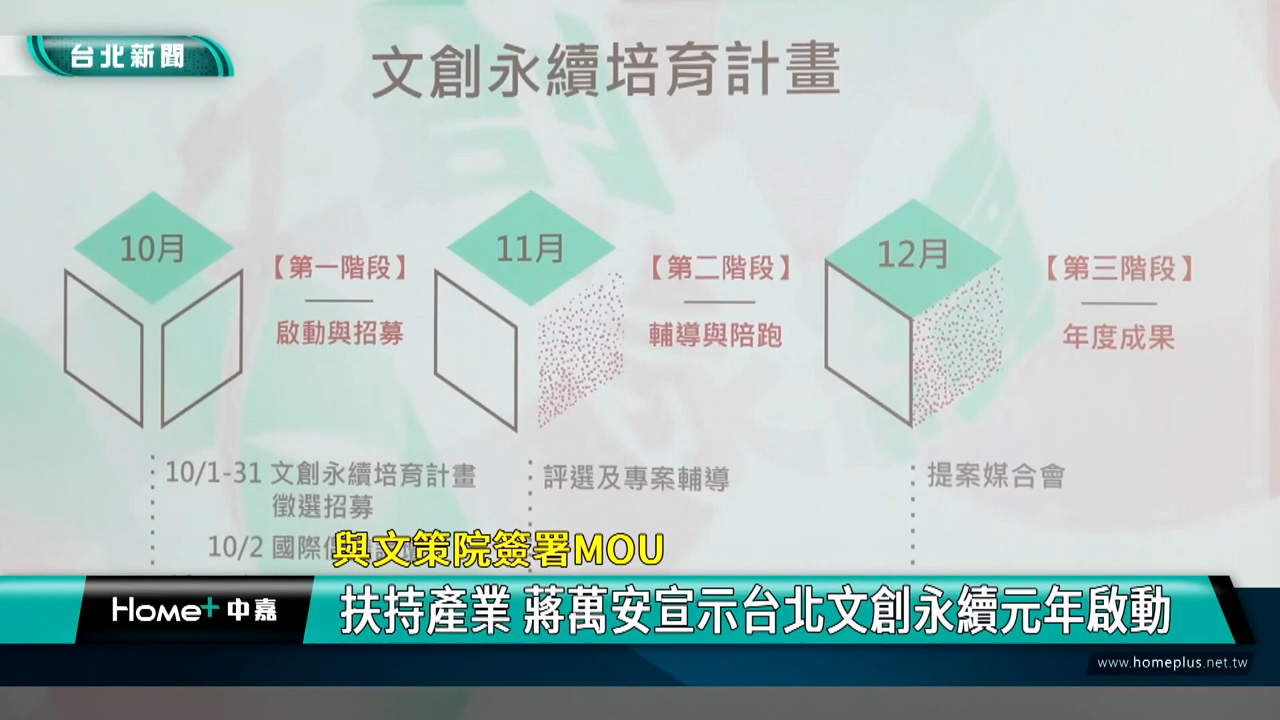 台北新聞
文創永續培育計畫
10月
【第一階段】
啟動與招募
11月
【第二階段】
輔導與陪跑
12月
【第三階段】
年度成果
10/1-31 文創永續培育計畫
徵選招募
10/2 國際
評選及專案輔導
提案媒合會
與文策院簽署MOU
Home+ 中嘉
扶持產業 蔣萬安宣示台北文創永續元年啟動
www.homeplus.net.tw